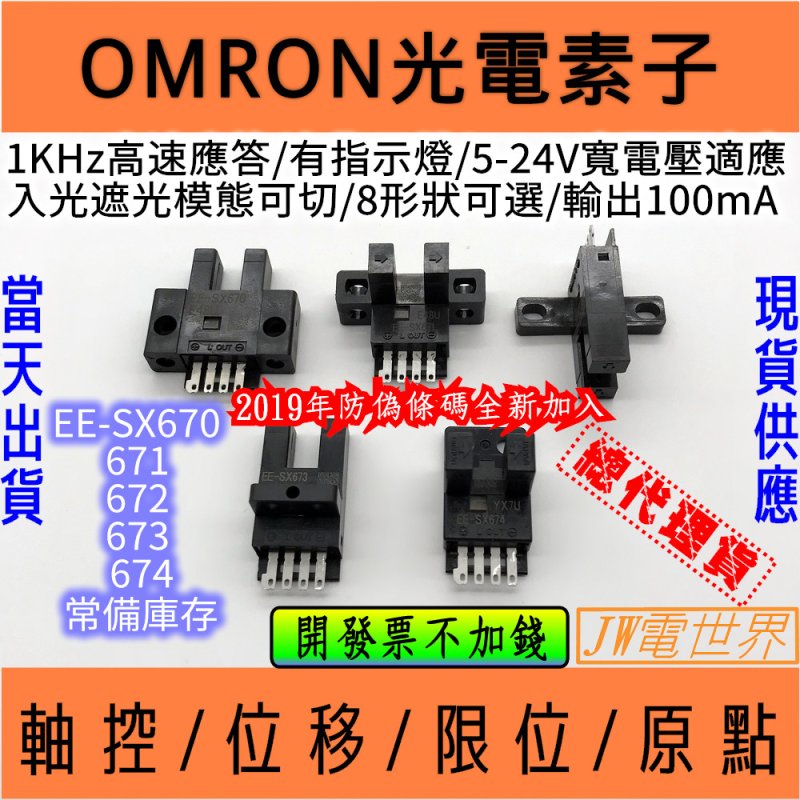 OMRON光電素子
1KHz高速應答/有指示燈/5-24V寬電壓適應
入光遮光模態可切/8形狀可選/輸出100mA
當天出貨
現貨供應
EE-SX670
⊕ L OUT ⊖
EE-SX670
671
672
673
674
常備庫存
2019年防偽條碼全新加入
EE-SX673
L OUT
YX7U
EE-SX674
L OUT ⊖
總代理貨
開發票不加錢
JW電世界
軸控/位移/限位/原點